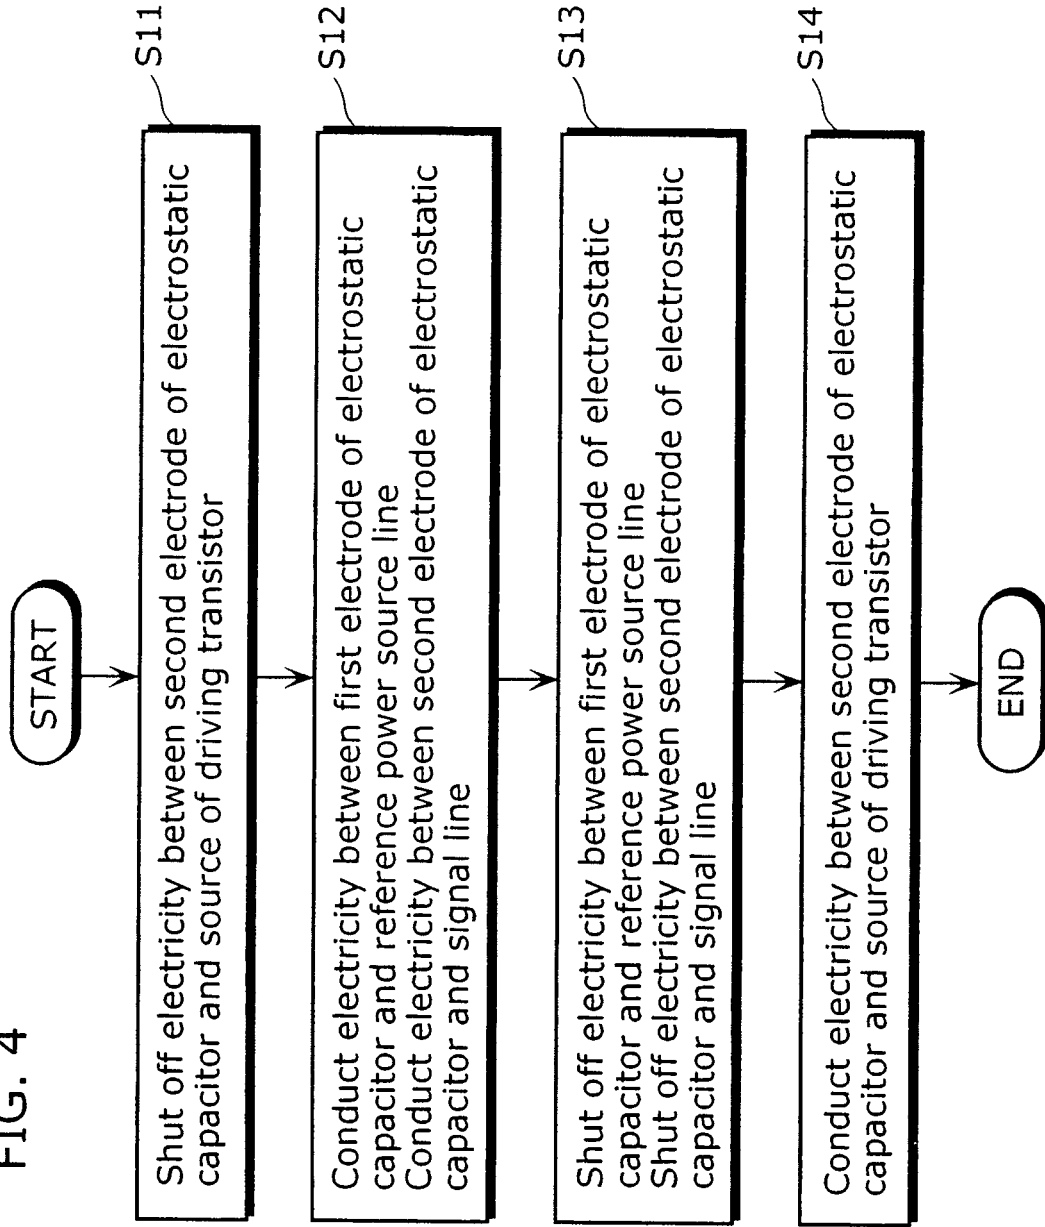 FIG. 4
START
S11
Shut off electricity between second electrode of electrostatic
capacitor and source of driving transistor
S12
Conduct electricity between first electrode of electrostatic
capacitor and reference power source line
Conduct electricity between second electrode of electrostatic
capacitor and signal line
S13
Shut off electricity between first electrode of electrostatic
capacitor and reference power source line
Shut off electricity between second electrode of electrostatic
capacitor and signal line
S14
Conduct electricity between second electrode of electrostatic
capacitor and source of driving transistor
END